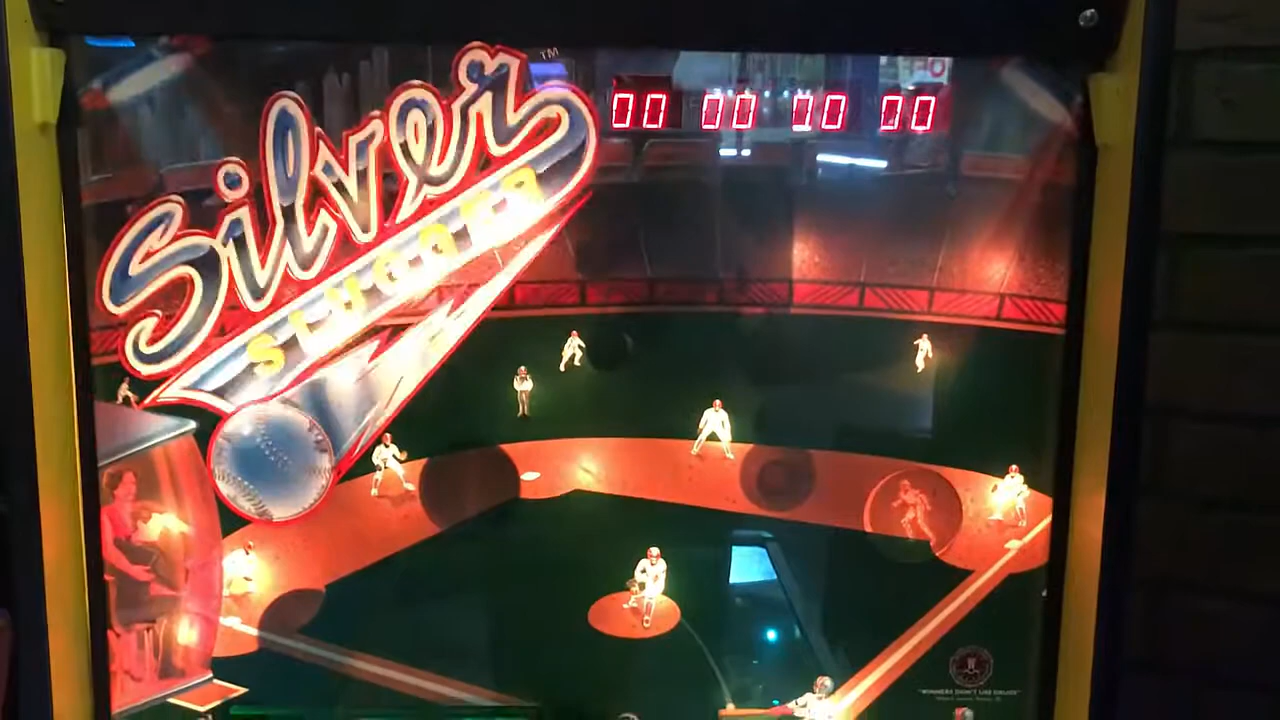 Silver
TM
SLUGGER
00 00 00 00
"WINNERS DON'T USE DRUGS"